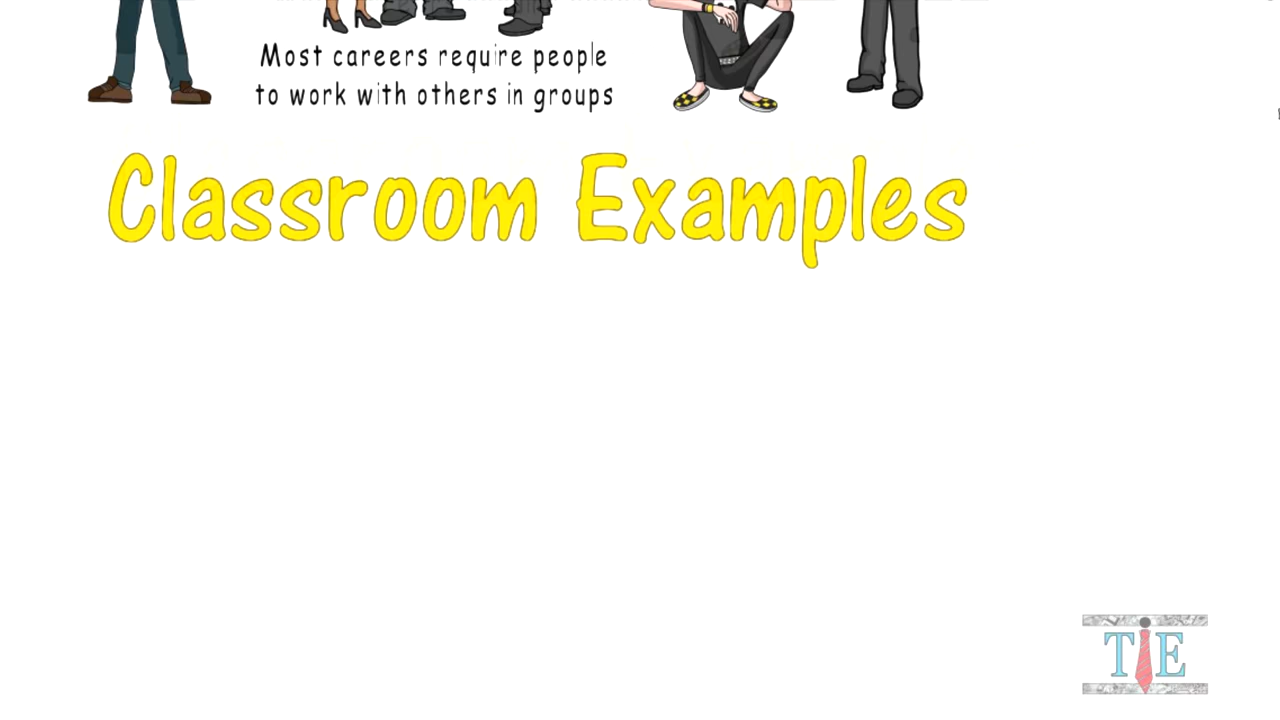 Most careers require people
to work with others in groups
Classroom Examples
TIE